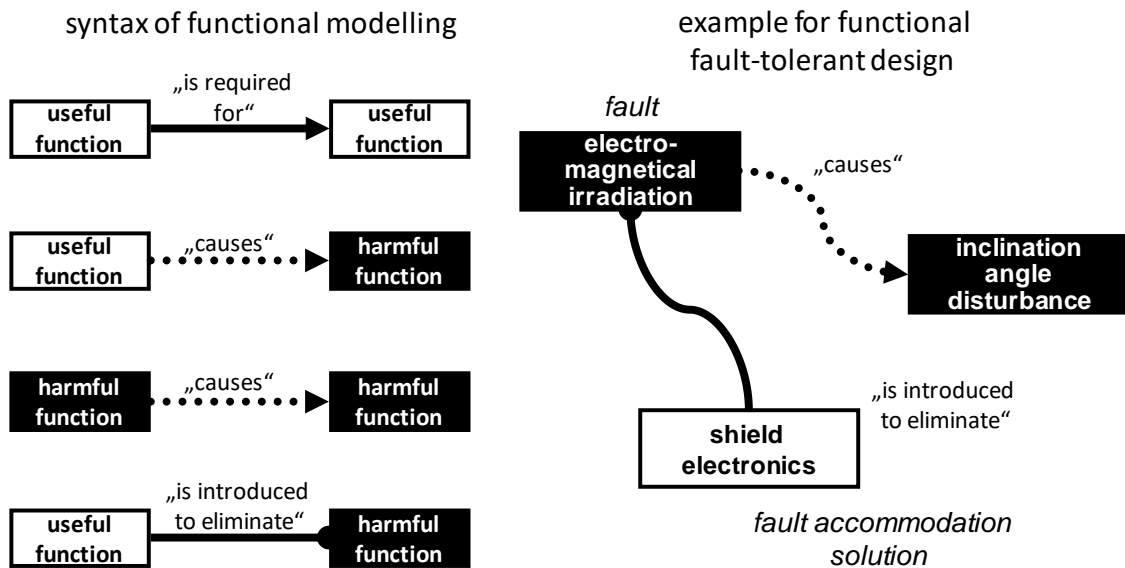 syntax of functional modelling
„is required
for“
useful
function
useful
function
useful
function
„causes“
harmful
function
harmful
function
„causes“
harmful
function
„is introduced
to eliminate“
useful
function
harmful
function
example for functional
fault-tolerant design
fault
electro-
magnetical
irradiation
„causes“
inclination
angle
disturbance
„is introduced
to eliminate“
shield
electronics
fault accommodation
solution